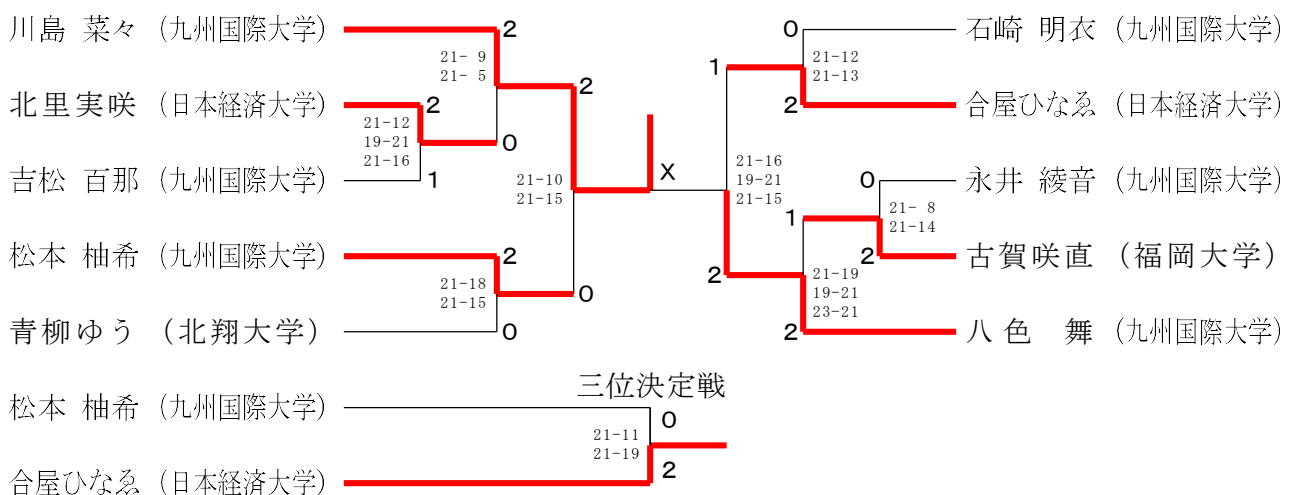 川島 菜々 (九州国際大学)
2
21- 9
21- 5
北里実咲 (日本経済大学)
2
21-12
19-21
21-16
0
吉松 百那 (九州国際大学)
1
2
21-10
21-15
松本 柚希 (九州国際大学)
2
21-18
21-15
0
青柳ゆう (北翔大学)
0
X
石崎 明衣 (九州国際大学)
0
21-12
21-13
1
合屋ひなゑ (日本経済大学)
2
21-16
19-21
21-15
永井 綾音 (九州国際大学)
0
21- 8
21-14
1
古賀咲直 (福岡大学)
2
2
21-19
19-21
23-21
八色 舞 (九州国際大学)
2
三位決定戦
松本 柚希 (九州国際大学)
0
21-11
21-19
合屋ひなゑ (日本経済大学)
2